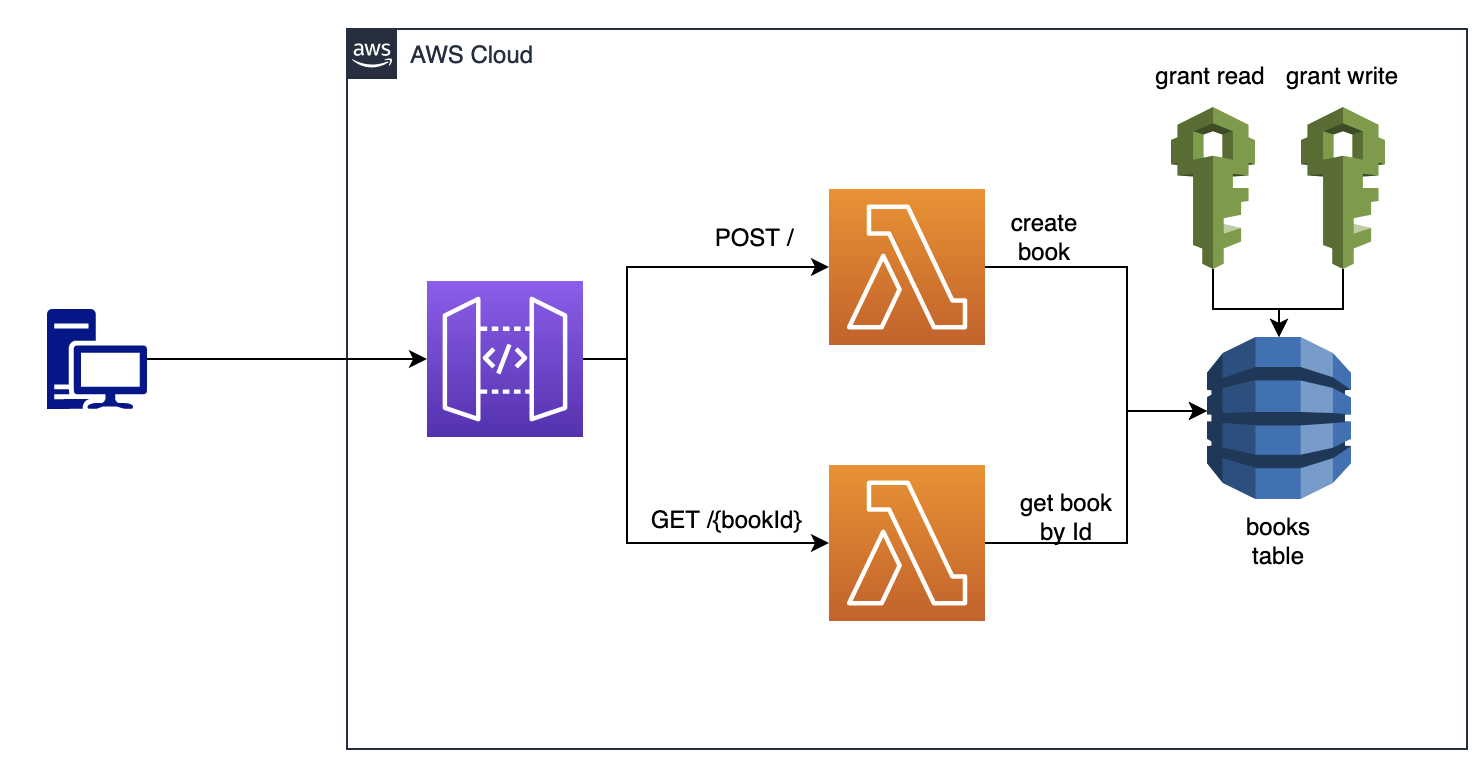 aws
AWS Cloud
grant read
grant write
POST /
create
book
</>
GET /{bookId}
get book
by Id
books
table